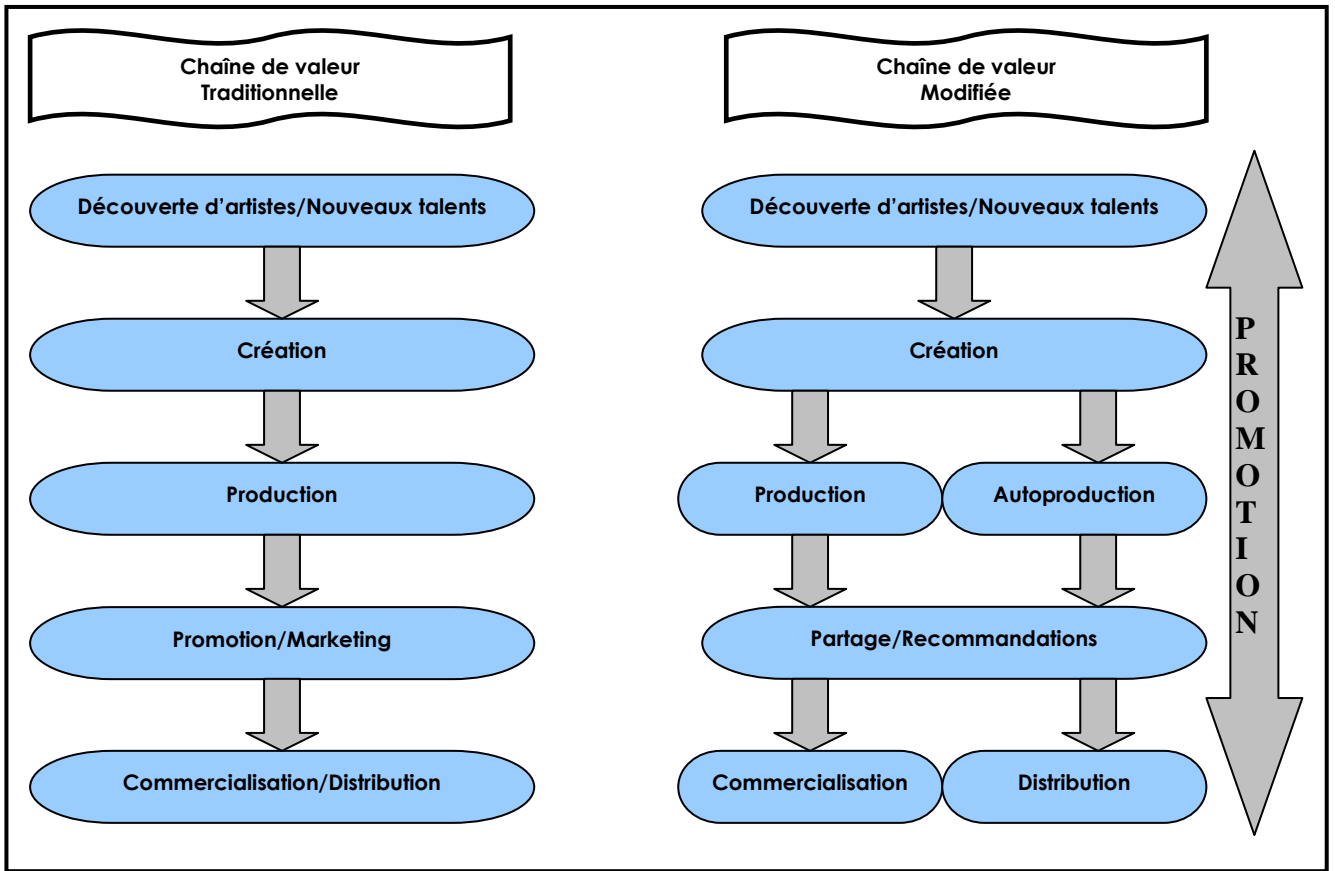 Chaîne de valeur
Traditionnelle
Découverte d'artistes/Nouveaux talents
Création
Production
Promotion/Marketing
Commercialisation/Distribution
Chaîne de valeur
Modifiée
Découverte d'artistes/Nouveaux talents
Création
Production
Autoproduction
Partage/Recommandations
Commercialisation
Distribution
PROMOTION